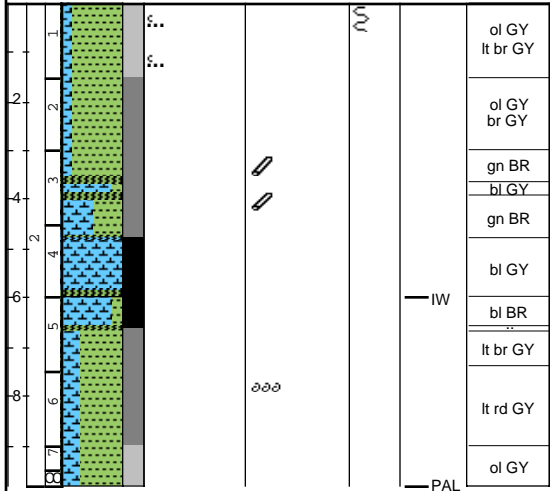 1
ol GY
lt br GY
2
2
ol GY
br GY
3
gn BR
bl GY
4
gn BR
2
4
bl GY
6
IW
5
bl BR
lt br GY
6
8
lt rd GY
7
ol GY
8
PAL